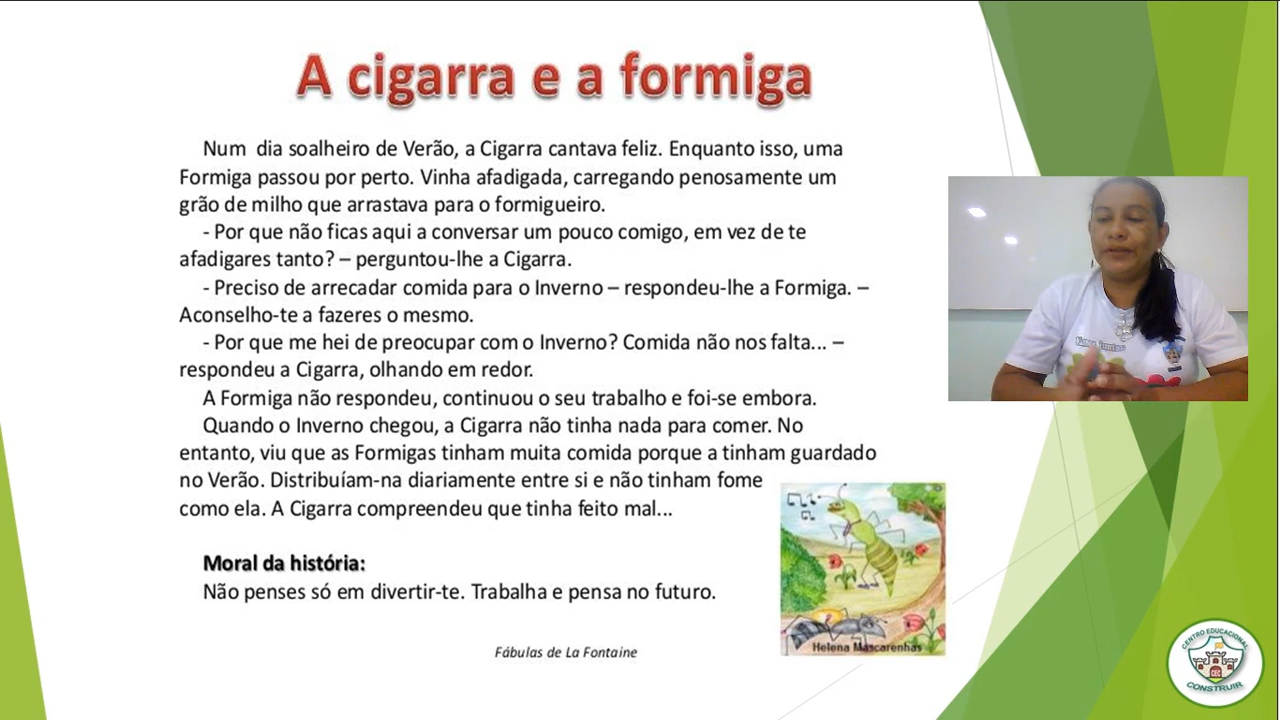 A cigarra e a formiga
Num dia soalheiro de Verão, a Cigarra cantava feliz. Enquanto isso, uma
Formiga passou por perto. Vinha afadigada, carregando penosamente um
grão de milho que arrastava para o formigueiro.
- Por que não ficas aqui a conversar um pouco comigo, em vez de te
afadigares tanto? – perguntou-lhe a Cigarra.
- Preciso de arrecadar comida para o Inverno – respondeu-lhe a Formiga. –
Aconselho-te a fazeres o mesmo.
- Por que me hei de preocupar com o Inverno? Comida não nos falta... –
respondeu a Cigarra, olhando em redor.
A Formiga não respondeu, continuou o seu trabalho e foi-se embora.
Quando o Inverno chegou, a Cigarra não tinha nada para comer. No
entanto, viu que as Formigas tinham muita comida porque a tinham guardado
no Verão. Distribuíam-na diariamente entre si e não tinham fome
como ela. A Cigarra compreendeu que tinha feito mal...
Moral da história:
Não penses só em divertir-te. Trabalha e pensa no futuro.
Helena Mascarenhas
Fábulas de La Fontaine
CENTRO EDUCACIONAL
CEC
CONSTRUIR